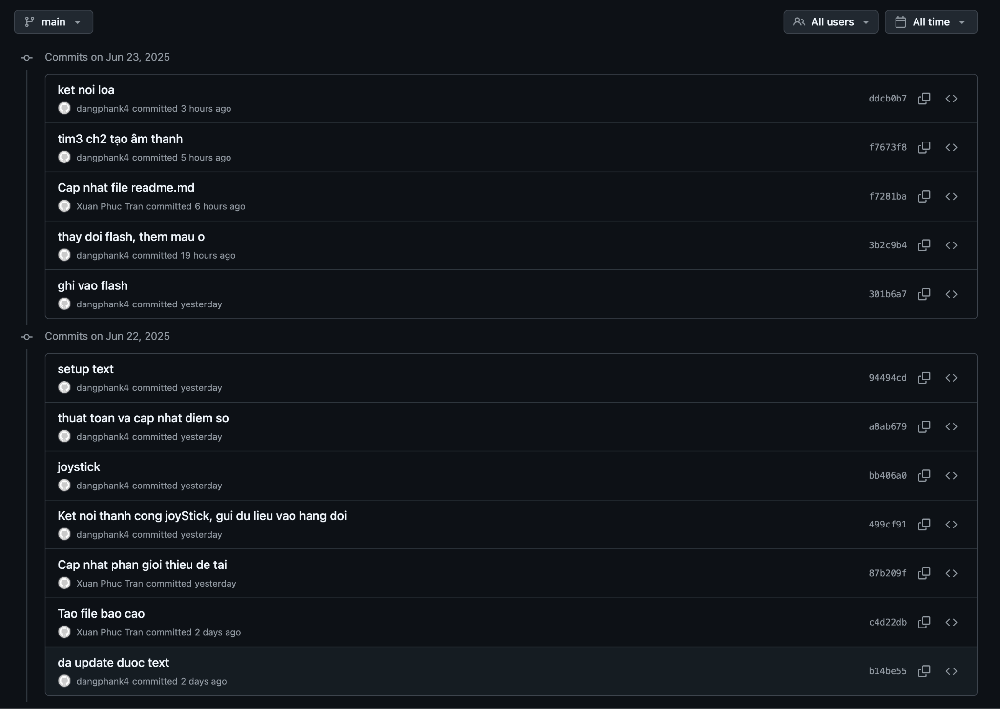 main
All users
All time
Commits on Jun 23, 2025
ket noi loa
dangphank4 committed 3 hours ago
ddcb0b7
tim3 ch2 tạo âm thanh
dangphank4 committed 5 hours ago
f7673f8
Cap nhat file readme.md
Xuan Phuc Tran committed 6 hours ago
f7281ba
thay doi flash, them mau o
dangphank4 committed 19 hours ago
3b2c9b4
ghi vao flash
dangphank4 committed yesterday
301b6a7
Commits on Jun 22, 2025
setup text
dangphank4 committed yesterday
94494cd
thuat toan va cap nhat diem so
dangphank4 committed yesterday
a8ab679
joystick
dangphank4 committed yesterday
bb406a0
Ket noi thanh cong joyStick, gui du lieu vao hang doi
dangphank4 committed yesterday
499cf91
Cap nhat phan gioi thieu de tai
Xuan Phuc Tran committed yesterday
87b209f
Tao file bao cao
Xuan Phuc Tran committed 2 days ago
c4d22db
da update duoc text
dangphank4 committed 2 days ago
b14be55